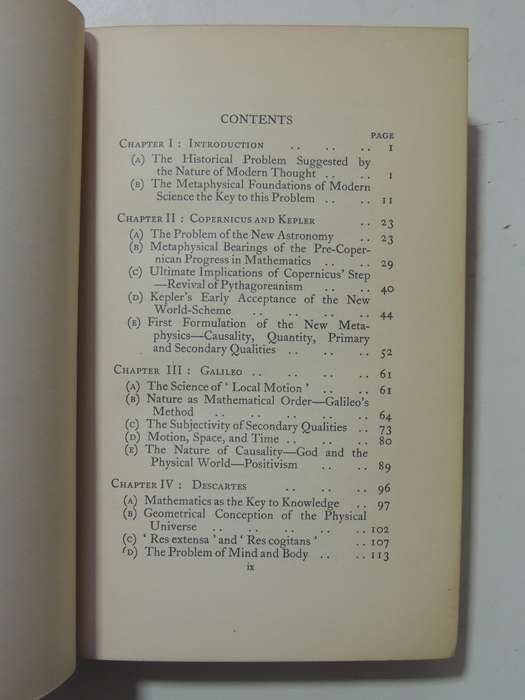 CONTENTS
PAGE
CHAPTER I : INTRODUCTION .. .. .. 1
(A) The Historical Problem Suggested by
the Nature of Modern Thought .. .. 1
(B) The Metaphysical Foundations of Modern
Science the Key to this Problem .. .. 11
CHAPTER II : COPERNICUS AND KEPLER .. 23
(A) The Problem of the New Astronomy .. 23
(B) Metaphysical Bearings of the Pre-Coper-
nican Progress in Mathematics .. .. 29
(C) Ultimate Implications of Copernicus' Step
—Revival of Pythagoreanism .. .. 40
(D) Kepler's Early Acceptance of the New
World-Scheme .. .. .. .. 44
(E) First Formulation of the New Meta-
physics—Causality, Quantity, Primary
and Secondary Qualities .. .. .. 52
CHAPTER III : GALILEO .. .. .. .. 61
(A) The Science of 'Local Motion' .. .. 61
(B) Nature as Mathematical Order—Galileo's
Method .. .. .. .. .. 64
(C) The Subjectivity of Secondary Qualities .. 73
(D) Motion, Space, and Time .. .. .. 80
(E) The Nature of Causality—God and the
Physical World—Positivism .. .. 89
CHAPTER IV : DESCARTES .. .. .. 96
(A) Mathematics as the Key to Knowledge .. 97
(B) Geometrical Conception of the Physical
Universe .. .. .. .. .. 102
(C) 'Res extensa' and 'Res cogitans' .. 107
(D) The Problem of Mind and Body .. .. 113
ix